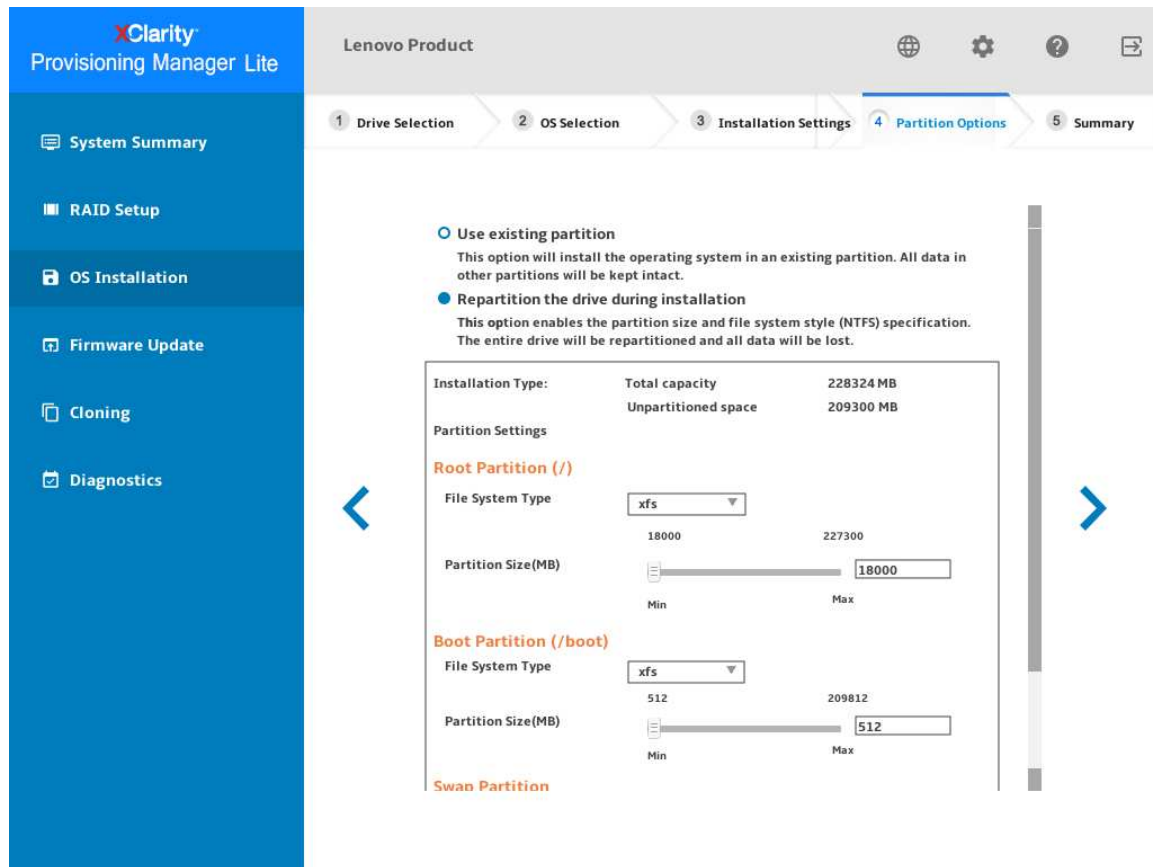 XClarity
Provisioning Manager Lite
Lenovo Product
System Summary
RAID Setup
OS Installation
Firmware Update
Cloning
Diagnostics
1 Drive Selection
2 OS Selection
3 Installation Settings
4 Partition Options
5 Summary
Use existing partition
This option will install the operating system in an existing partition. All data in
other partitions will be kept intact.
Repartition the drive during installation
This option enables the partition size and file system style (NTFS) specification.
The entire drive will be repartitioned and all data will be lost.
Installation Type: Total capacity 228324 MB
Unpartitioned space 209300 MB
Partition Settings
Root Partition (/)
File System Type xfs
18000 227300
Partition Size(MB) 18000
Min Max
Boot Partition (/boot)
File System Type xfs
512 209812
Partition Size(MB) 512
Min Max
Swap Partition